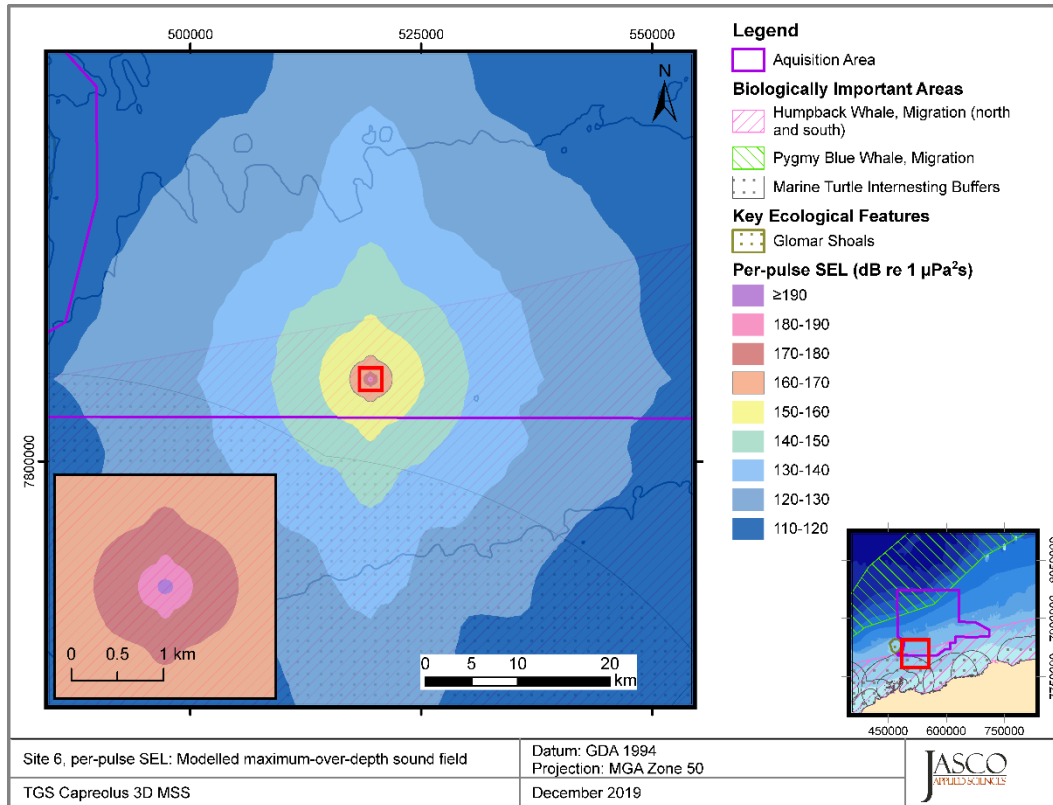 500000
525000
550000
N
7800000
0
0.5
1 km
0
5
10
20
km
Legend
Aquisition Area
Biologically Important Areas
Humpback Whale, Migration (north
and south)
Pygmy Blue Whale, Migration
Marine Turtle Internesting Buffers
Key Ecological Features
Glomar Shoals
Per-pulse SEL (dB re 1 µPa²s)
≥190
180-190
170-180
160-170
150-160
140-150
130-140
120-130
110-120
8050000
7900000
7750000
450000
600000
750000
Site 6, per-pulse SEL: Modelled maximum-over-depth sound field
Datum: GDA 1994
Projection: MGA Zone 50
TGS Capreolus 3D MSS
December 2019
JASCO
APPLIED SCIENCES